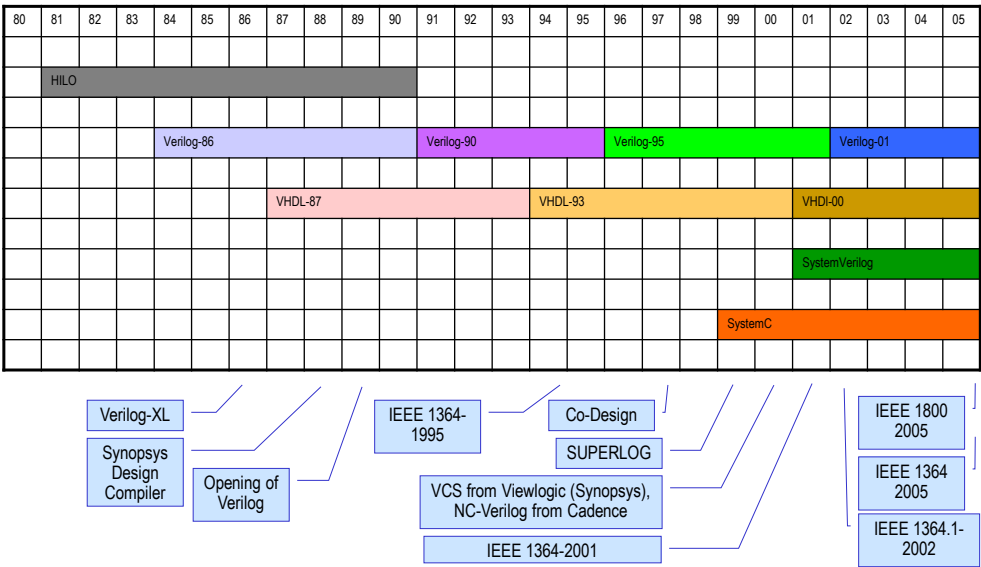 80 81 82 83 84 85 86 87 88 89 90 91 92 93 94 95 96 97 98 99 00 01 02 03 04 05
HILO
Verilog-86 Verilog-90 Verilog-95 Verilog-01
VHDL-87 VHDL-93 VHDI-00
SystemVerilog
SystemC
Verilog-XL
Synopsys
Design
Compiler
Opening of
Verilog
IEEE 1364-
1995
Co-Design
SUPERLOG
VCS from Viewlogic (Synopsys),
NC-Verilog from Cadence
IEEE 1364-2001
IEEE 1800
2005
IEEE 1364
2005
IEEE 1364.1-
2002